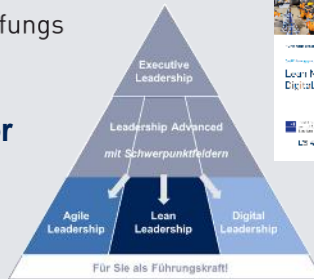 fungs
r
Executive
Leadership
Leadership Advanced
mit Schwerpunktfeldern
Agile
Leadership
Lean
Leadership
Digital
Leadership
Für Sie als Führungskraft!
Lean
Digital